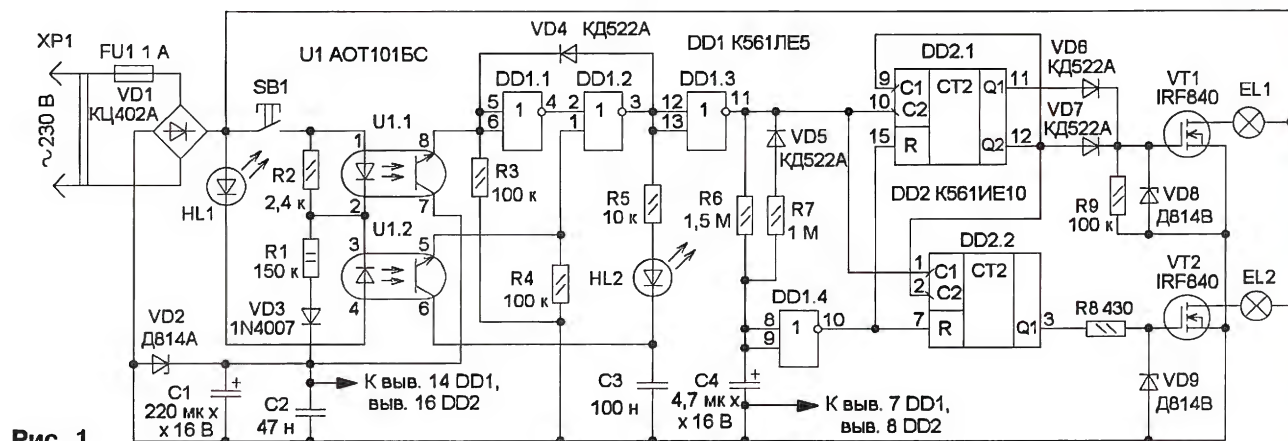 XP1
~230 В
FU1 1 А
VD1
КЦ402А
SB1
HL1
R2
2,4 к
R1
150 к
VD3
1N4007
VD2
Д814А
C1
220 мк х
х 16 В
+
C2
47 н
К выв. 14 DD1,
выв. 16 DD2
U1 АОТ101БС
U1.1
1
8
2
7
U1.2
3
5
4
6
VD4 КД522А
DD1 К561ЛЕ5
DD1.1
5
6
1
4
DD1.2
2
1
1
3
DD1.3
12
13
1
11
R3
100 к
R4
100 к
R5
10 к
HL2
C3
100 н
VD5
КД522А
R6
1,5 М
R7
1 М
DD1.4
8
9
1
10
C4
4,7 мк х
х 16 В
+
К выв. 7 DD1,
выв. 8 DD2
DD2.1
9
C1
10
C2
15
R
CT2
Q1
11
Q2
12
DD2 К561ИЕ10
DD2.2
1
C1
2
C2
7
R
CT2
Q1
3
VD6
КД522А
VD7
КД522А
R9
100 к
VD8
Д814В
VT1
IRF840
EL1
R8 430
VT2
IRF840
EL2
VD9
Д814В
Рис. 1